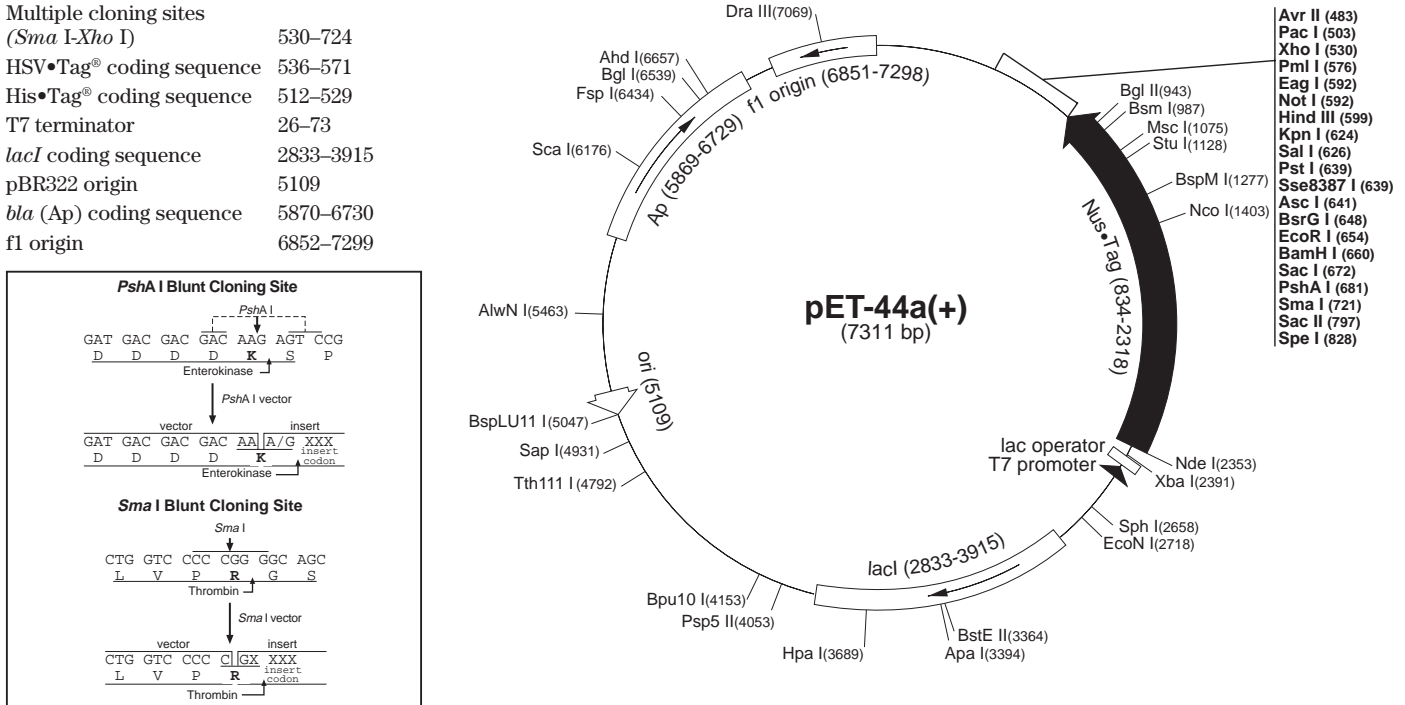 Multiple cloning sites
(Sma I-Xho I) 530–724
HSV•Tag® coding sequence 536–571
His•Tag® coding sequence 512–529
T7 terminator 26–73
lacI coding sequence 2833–3915
pBR322 origin 5109
bla (Ap) coding sequence 5870–6730
f1 origin 6852–7299
PshA I Blunt Cloning Site
PshA I
GAT GAC GAC GAC AAG AGT CCG
D D D D K S P
Enterokinase
PshA I vector
vector insert
GAT GAC GAC GAC AA A/G XXX
D D D D K insert
codon
Enterokinase
Sma I Blunt Cloning Site
Sma I
CTG GTC CCC CGG GGC AGC
L V P R G S
Thrombin
Sma I vector
vector insert
CTG GTC CCC C GX XXX
L V P R insert
codon
Thrombin
pET-44a(+)
(7311 bp)
Dra III(7069)
Ahd I(6657)
Bgl I(6539)
Fsp I(6434)
Sca I(6176)
AlwN I(5463)
BspLU11 I(5047)
Sap I(4931)
Tth111 I(4792)
Bpu10 I(4153)
Psp5 II(4053)
Hpa I(3689)
f1 origin (6851-7298)
Ap (5869-6729)
ori (5109)
lacI (2833-3915)
Nus•Tag (834-2318)
lac operator
T7 promoter
Bgl II(943)
Bsm I(987)
Msc I(1075)
Stu I(1128)
BspM I(1277)
Nco I(1403)
Nde I(2353)
Xba I(2391)
Sph I(2658)
EcoN I(2718)
BstE II(3364)
Apa I(3394)
Avr II (483)
Pac I (503)
Xho I (530)
Pml I (576)
Eag I (592)
Not I (592)
Hind III (599)
Kpn I (624)
Sal I (626)
Pst I (639)
Sse8387 I (639)
Asc I (641)
BsrG I (648)
EcoR I (654)
BamH I (660)
Sac I (672)
PshA I (681)
Sma I (721)
Sac II (797)
Spe I (828)